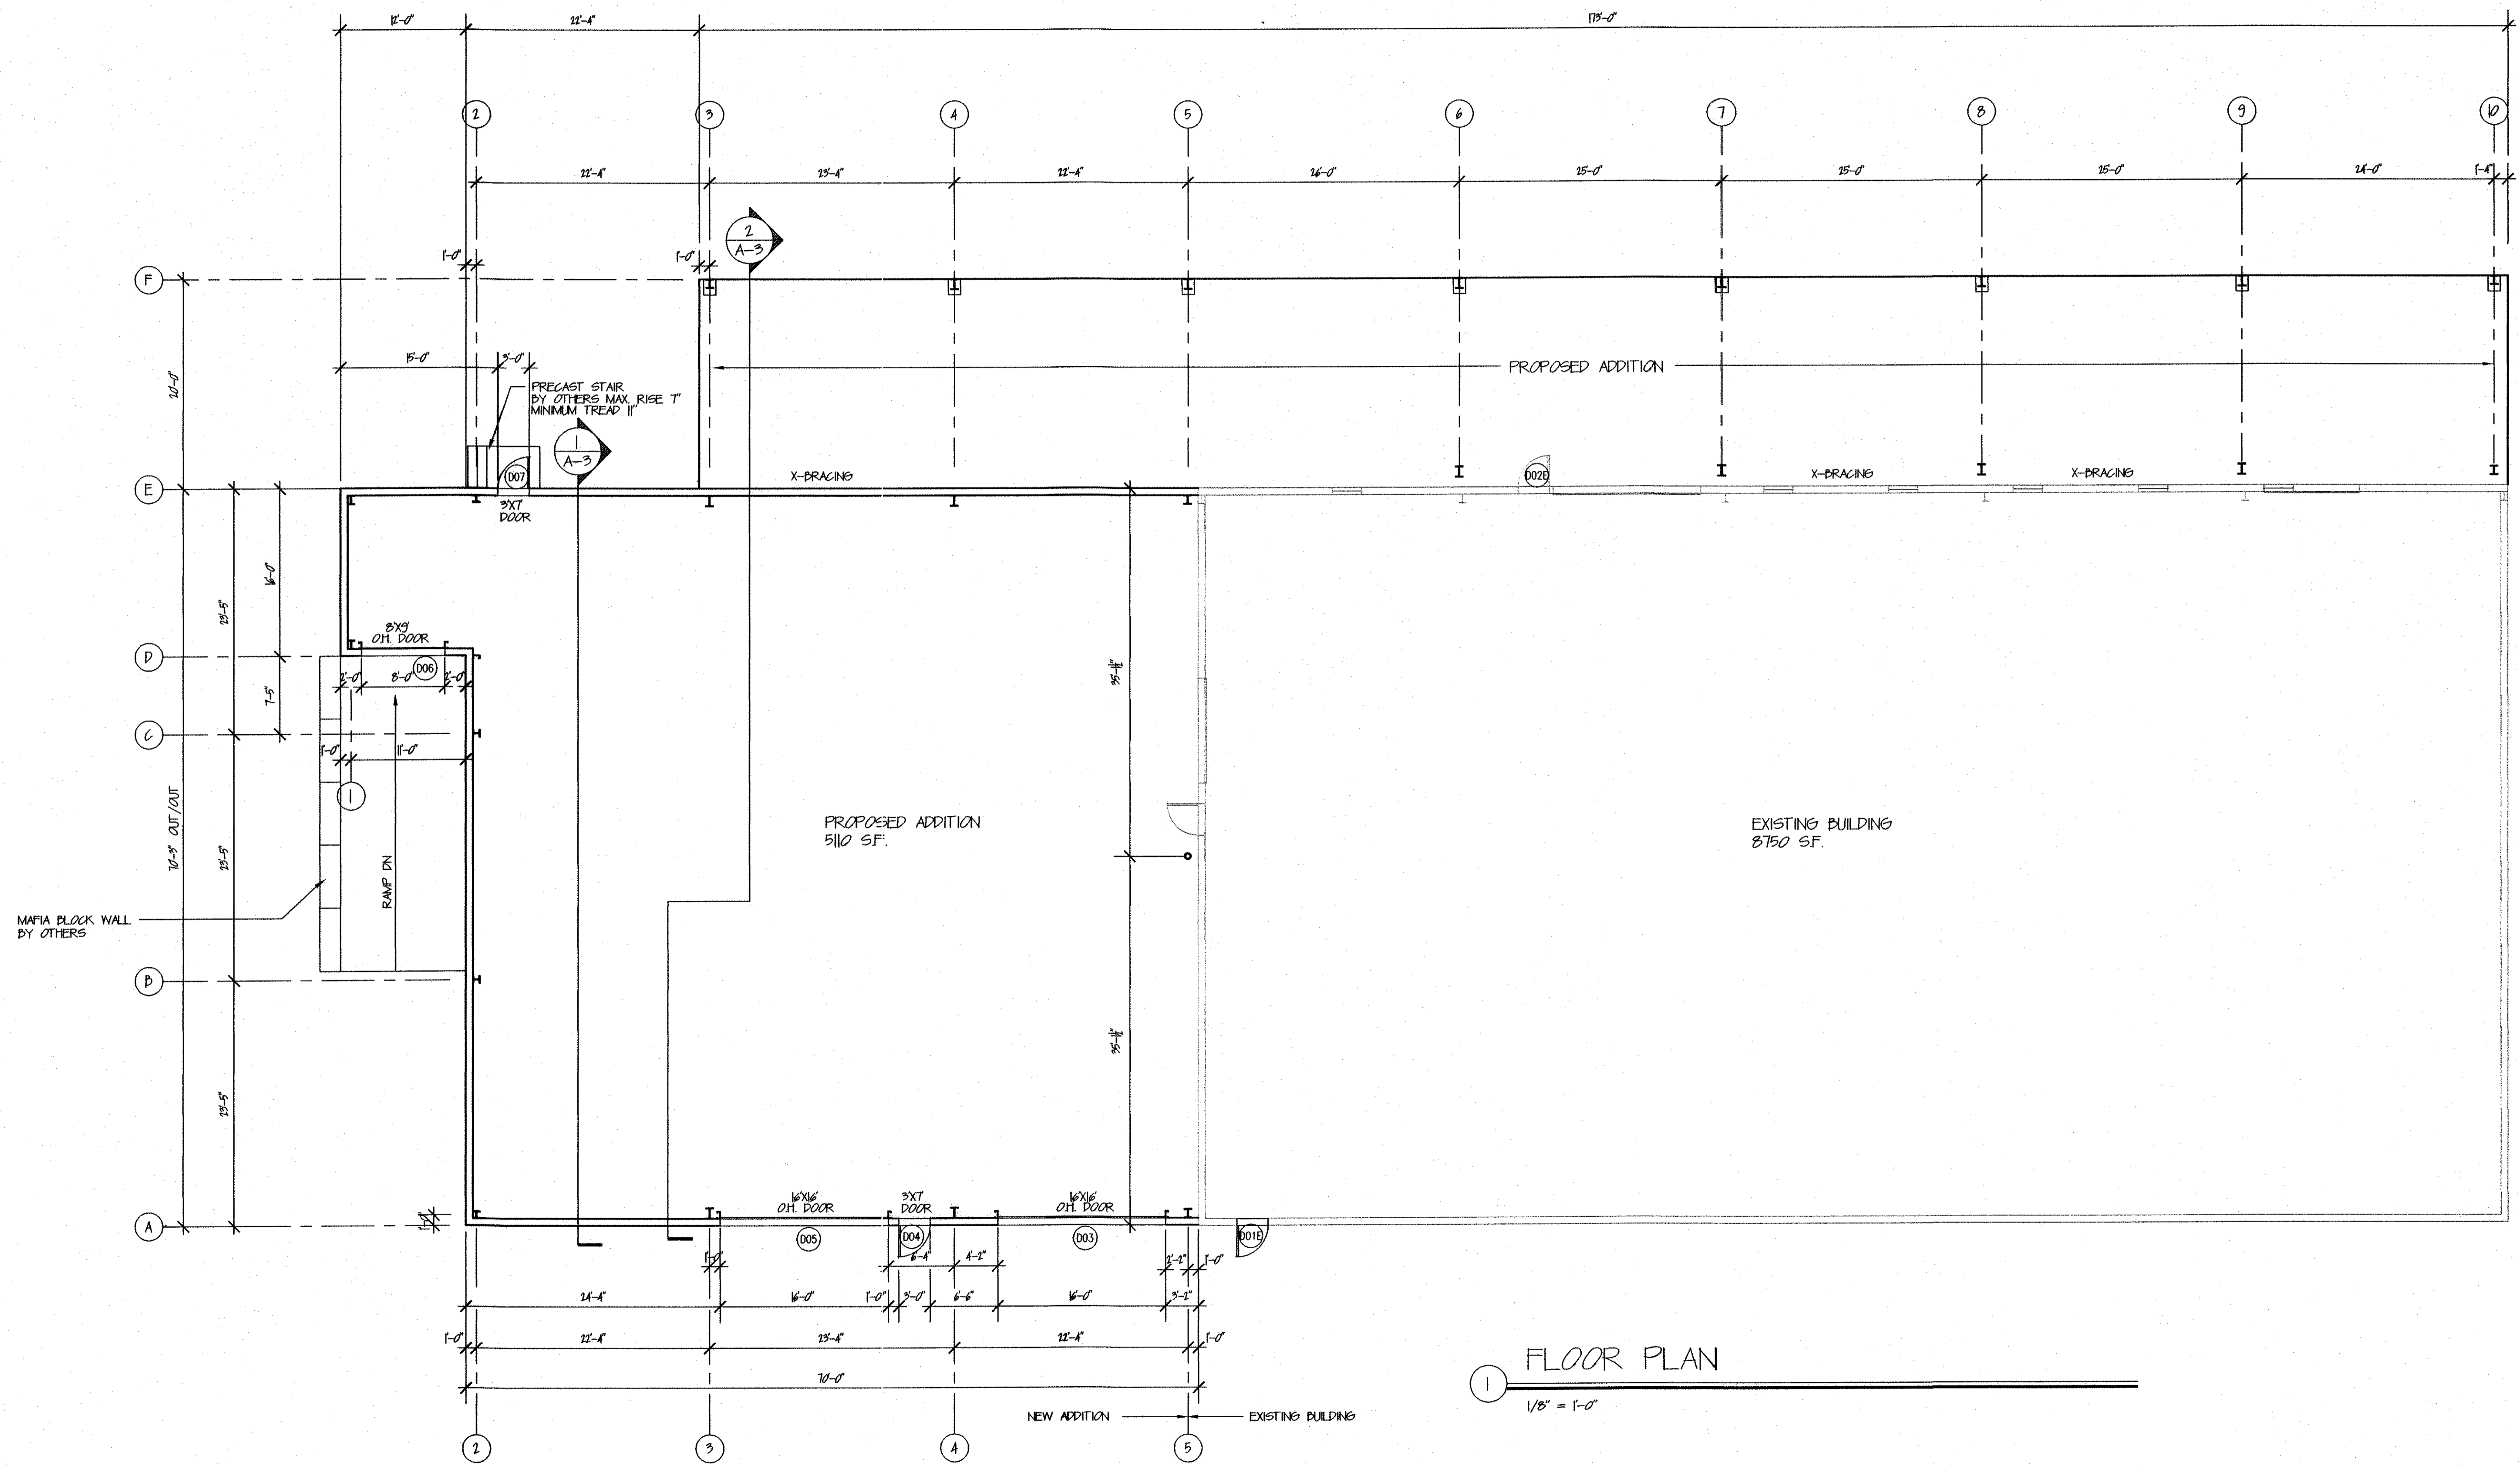 12'-0"
22'-4"
173'-0"
2
3
4
5
6
7
8
9
10
22'-4"
23'-4"
22'-4"
26'-0"
25'-0"
25'-0"
25'-0"
24'-0"
1'-4"
2
A-3
1'-0"
1'-0"
F
20'-0"
15'-0"
3'-0"
PROPOSED ADDITION
PRECAST STAIR
BY OTHERS MAX. RISE 7"
MINIMUM TREAD 11"
1
A-3
D07
X-BRACING
D02E
X-BRACING
X-BRACING
E
3'X7'
DOOR
16'-0"
23'-5"
8'X9'
O.H. DOOR
D
D06
2'-0"
8'-0"
2'-0"
7'-5"
35'-1½"
C
1'-0"
11'-0"
1
70'-3" OUT/OUT
PROPOSED ADDITION
5110 S.F.
EXISTING BUILDING
8750 S.F.
23'-5"
RAMP DN
MAFIA BLOCK WALL
BY OTHERS
B
35'-1½"
23'-5"
16'X16'
O.H. DOOR
3'X7'
DOOR
16'X16'
O.H. DOOR
A
1'-0"
D05
D04
D03
D01E
1'-0"
6'-4"
4'-2"
2'-2"
1'-0"
24'-4"
16'-0"
1'-0"
3'-0"
6'-6"
16'-0"
3'-2"
1'-0"
22'-4"
23'-4"
22'-4"
1'-0"
70'-0"
NEW ADDITION
EXISTING BUILDING
2
3
4
5
1
FLOOR PLAN
1/8" = 1'-0"